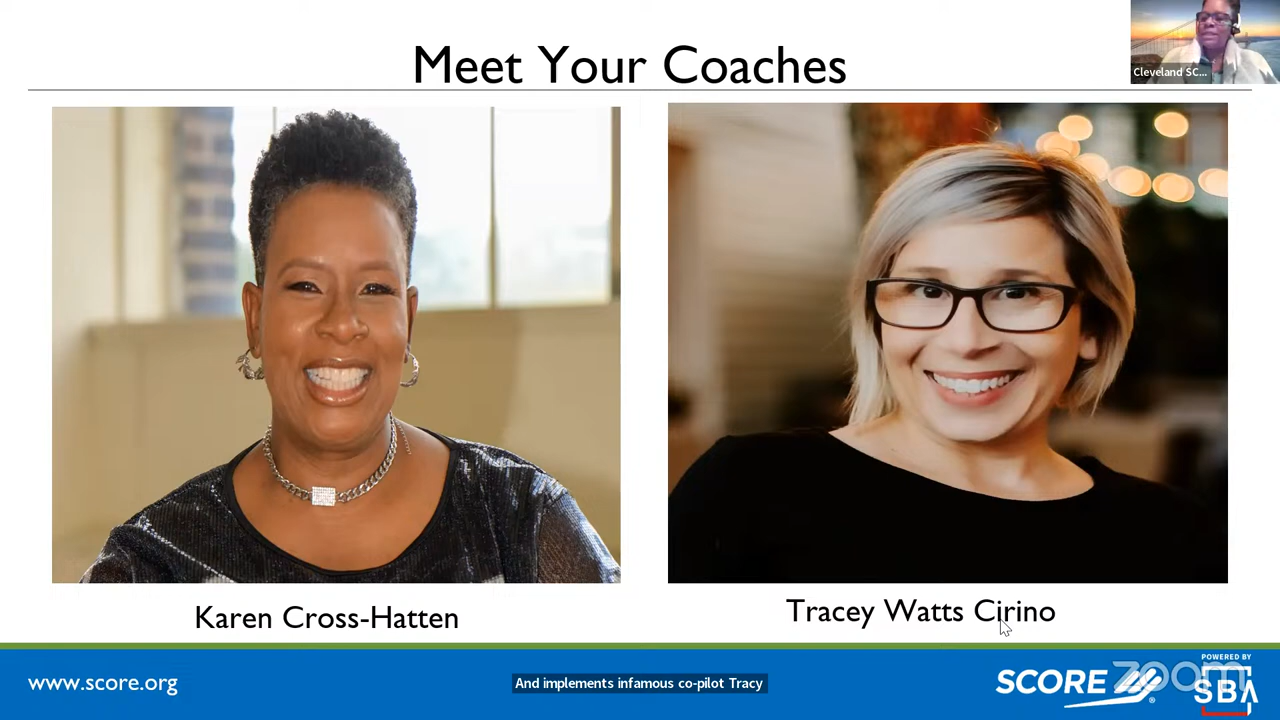 Meet Your Coaches
Cleveland SC...
Karen Cross-Hatten
Tracey Watts Cirino
www.score.org
And implements infamous co-pilot Tracy
SCORE
zoom
POWERED BY
SBA